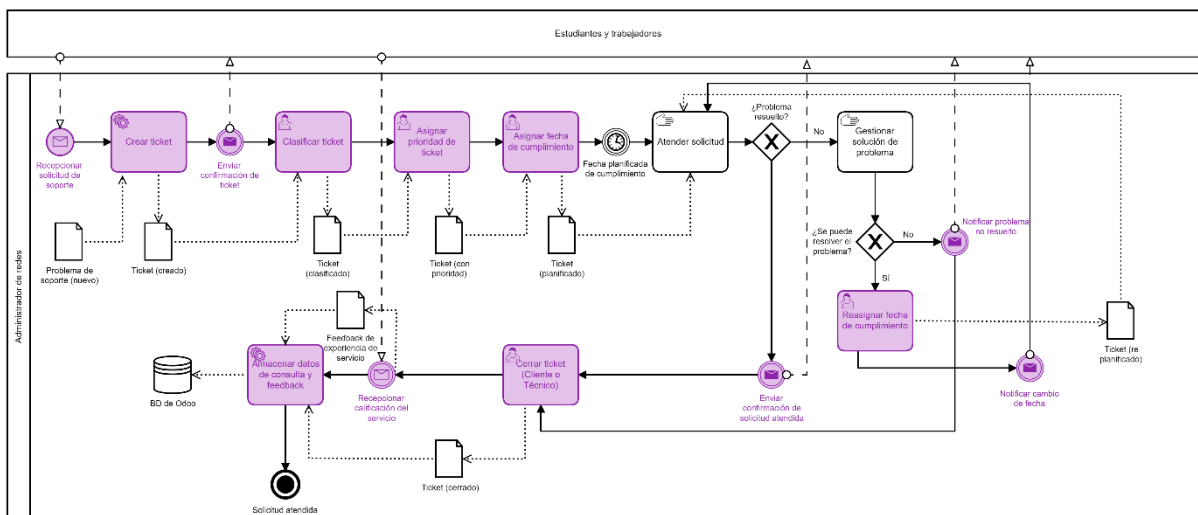 Estudiantes y trabajadores
Administrador de redes
Recepcionar
solicitud de
soporte
Crear ticket
Enviar
confirmación de
ticket
Clasificar ticket
Asignar
prioridad de
ticket
Asignar fecha
de cumplimiento
Fecha planificada
de cumplimiento
Atender solicitud
¿Problema
resuelto?
No
Gestionar
solución de
problema
Problema de
soporte (nuevo)
Ticket (creado)
Ticket
(clasificado)
Ticket (con
prioridad)
Ticket
(planificado)
¿Se puede
resolver el
problema?
No
Notificar problema
no resuelto
Sí
Reasignar fecha
de cumplimiento
Ticket (re
planificado)
Notificar cambio
de fecha
Feedback de
experiencia de
servicio
BD de Odoo
Almacenar datos
de consulta y
feedback
Recepcionar
calificación del
servicio
Cerrar ticket
(Cliente o
Técnico)
Enviar
confirmación de
solicitud atendida
Ticket (cerrado)
Solicitud atendida